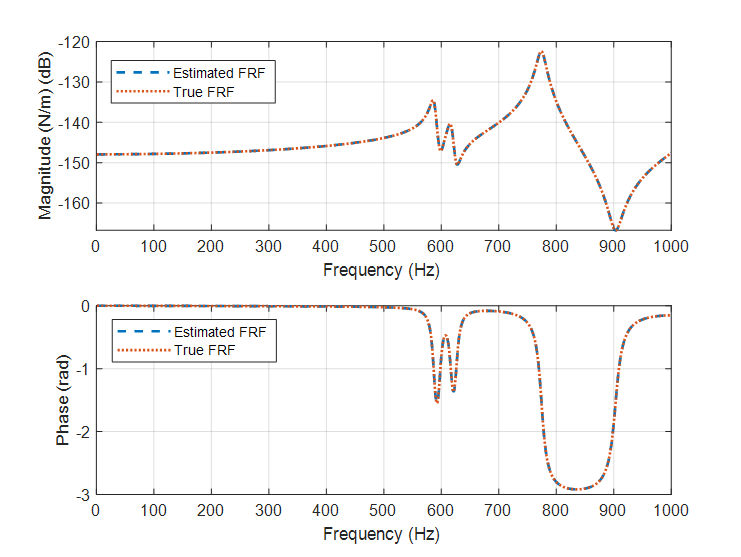 Magnitude (N/m) (dB)
-120
-130
-140
-150
-160
Estimated FRF
True FRF
0 100 200 300 400 500 600 700 800 900 1000
Frequency (Hz)
Phase (rad)
0
-1
-2
-3
Estimated FRF
True FRF
0 100 200 300 400 500 600 700 800 900 1000
Frequency (Hz)